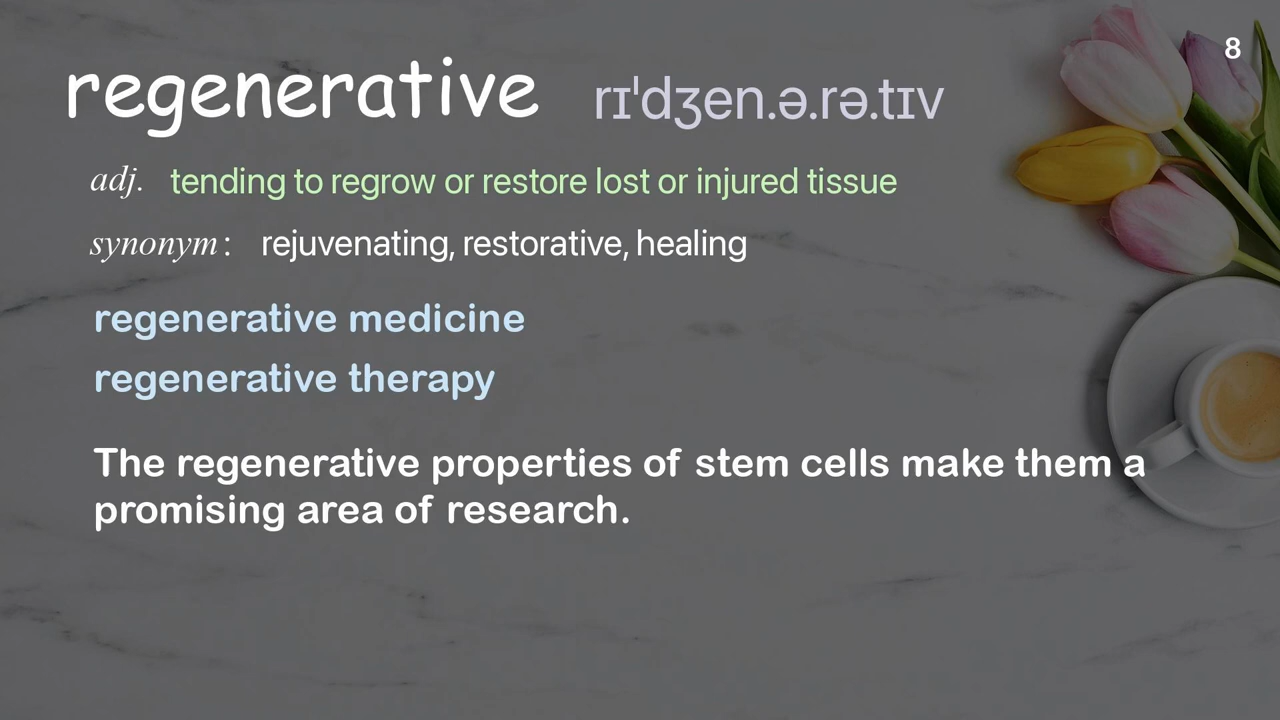 8
regenerative rɪˈdʒen.ə.rə.tɪv
adj. tending to regrow or restore lost or injured tissue
synonym: rejuvenating, restorative, healing
regenerative medicine
regenerative therapy
The regenerative properties of stem cells make them a
promising area of research.